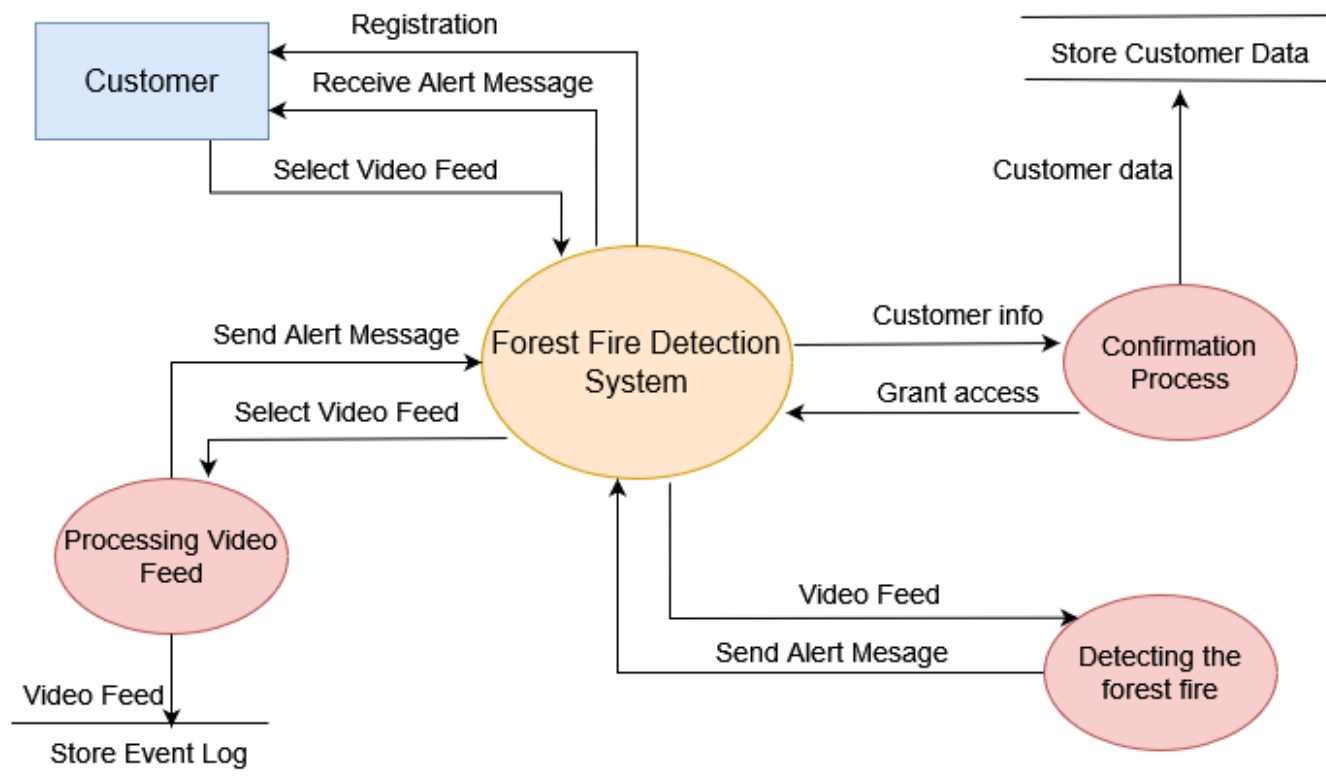 Registration
Customer
Receive Alert Message
Select Video Feed
Store Customer Data
Customer data
Send Alert Message
Select Video Feed
Forest Fire Detection
System
Customer info
Grant access
Confirmation
Process
Processing Video
Feed
Video Feed
Send Alert Mesage
Detecting the
forest fire
Video Feed
Store Event Log